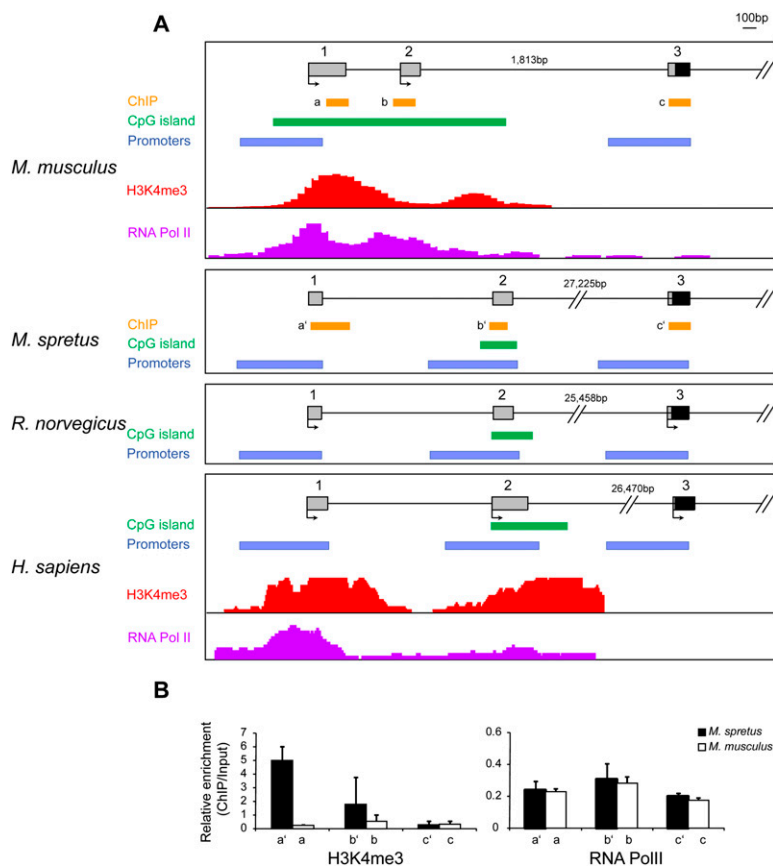 100bp
A
1 2 3
1,813bp
ChIP a b c
CpG island
Promoters
M. musculus
H3K4me3
RNA Pol II
1 2 27,225bp 3
ChIP a' b' c'
CpG island
M. spretus
Promoters
1 2 25,458bp 3
R. norvegicus
CpG island
Promoters
1 2 26,470bp 3
CpG island
Promoters
H. sapiens
H3K4me3
RNA Pol II
B
Relative enrichment
(ChIP/Input)
7
6
5
4
3
2
1
0
a' a b' b c' c
H3K4me3
0.6
0.4
0.2
0
M. spretus
M. musculus
a' a b' b c' c
RNA PolII